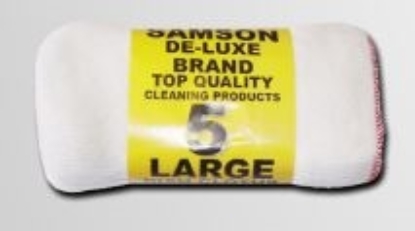 SAMSON
DE-LUXE
BRAND
TOP QUALITY
CLEANING PRODUCTS
5
LARGE